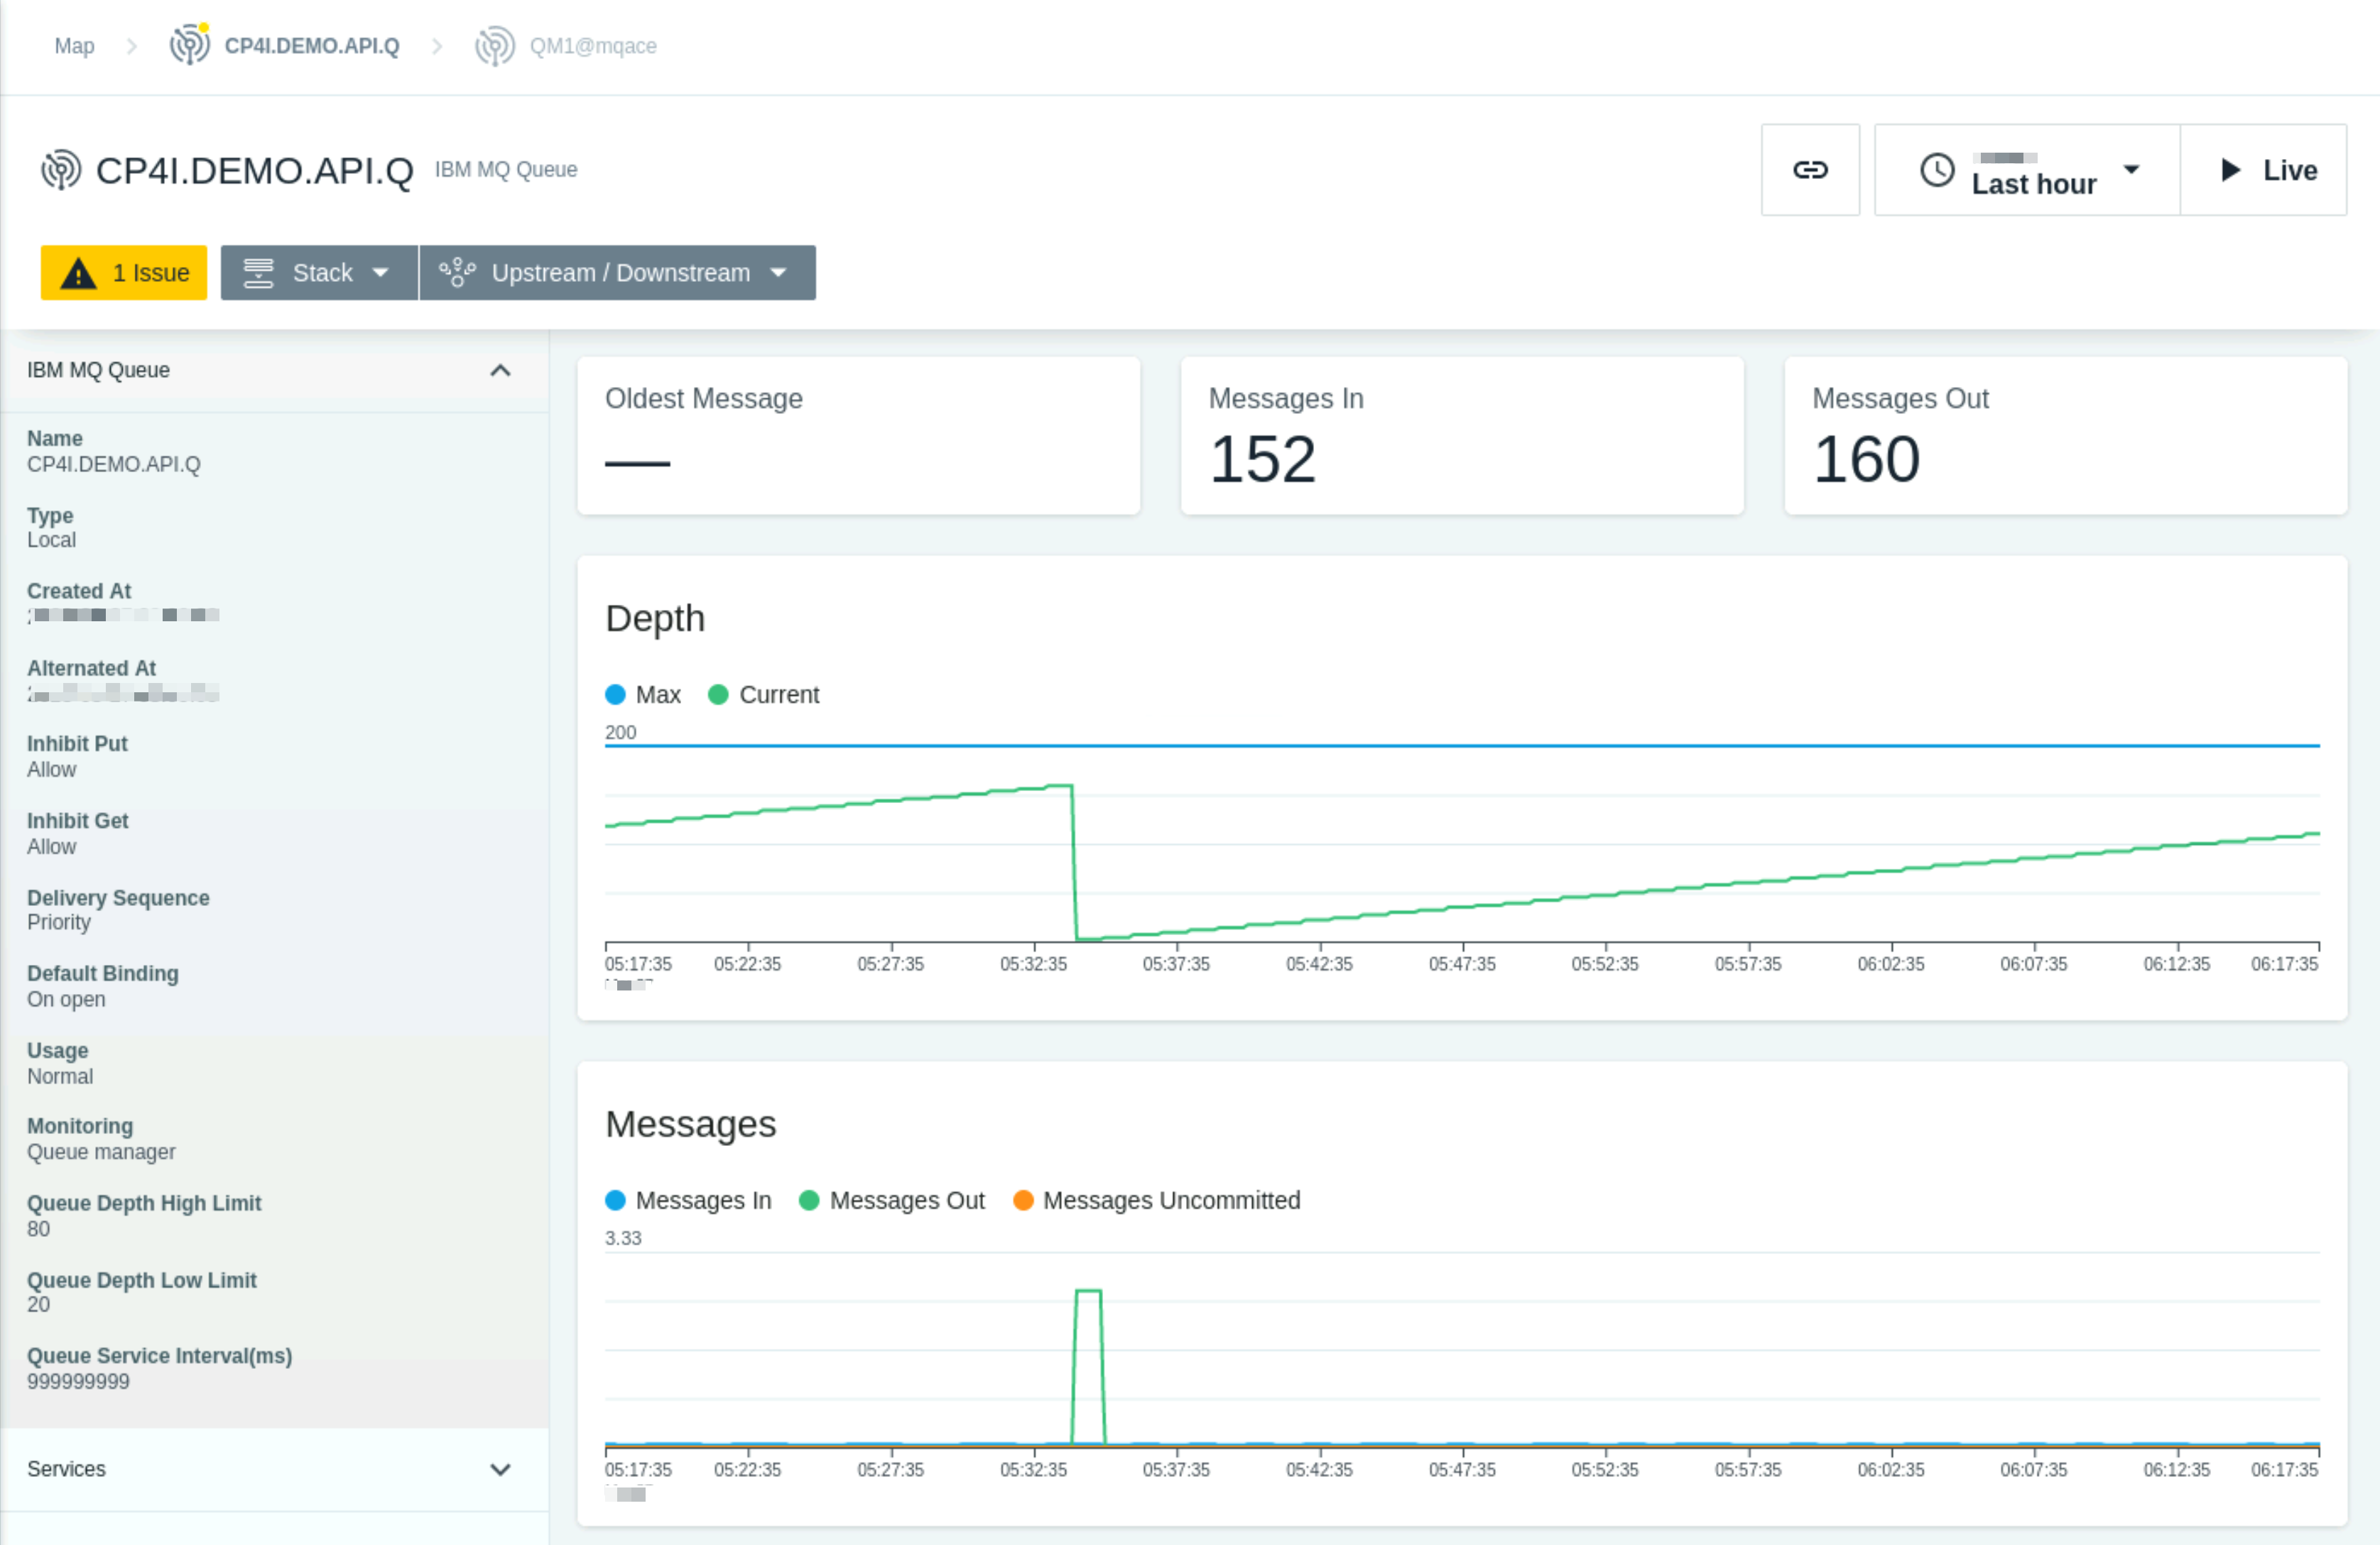 Map
CP4I.DEMO.API.Q
QM1@mqace
CP4I.DEMO.API.Q IBM MQ Queue
Last hour
Live
1 Issue
Stack
Upstream / Downstream
IBM MQ Queue
Name
CP4I.DEMO.API.Q
Type
Local
Created At
Alternated At
Inhibit Put
Allow
Inhibit Get
Allow
Delivery Sequence
Priority
Default Binding
On open
Usage
Normal
Monitoring
Queue manager
Queue Depth High Limit
80
Queue Depth Low Limit
20
Queue Service Interval(ms)
999999999
Services
Oldest Message
—
Messages In
152
Messages Out
160
Depth
Max Current
200
05:17:35 05:22:35 05:27:35 05:32:35 05:37:35 05:42:35 05:47:35 05:52:35 05:57:35 06:02:35 06:07:35 06:12:35 06:17:35
Messages
Messages In Messages Out Messages Uncommitted
3.33
05:17:35 05:22:35 05:27:35 05:32:35 05:37:35 05:42:35 05:47:35 05:52:35 05:57:35 06:02:35 06:07:35 06:12:35 06:17:35